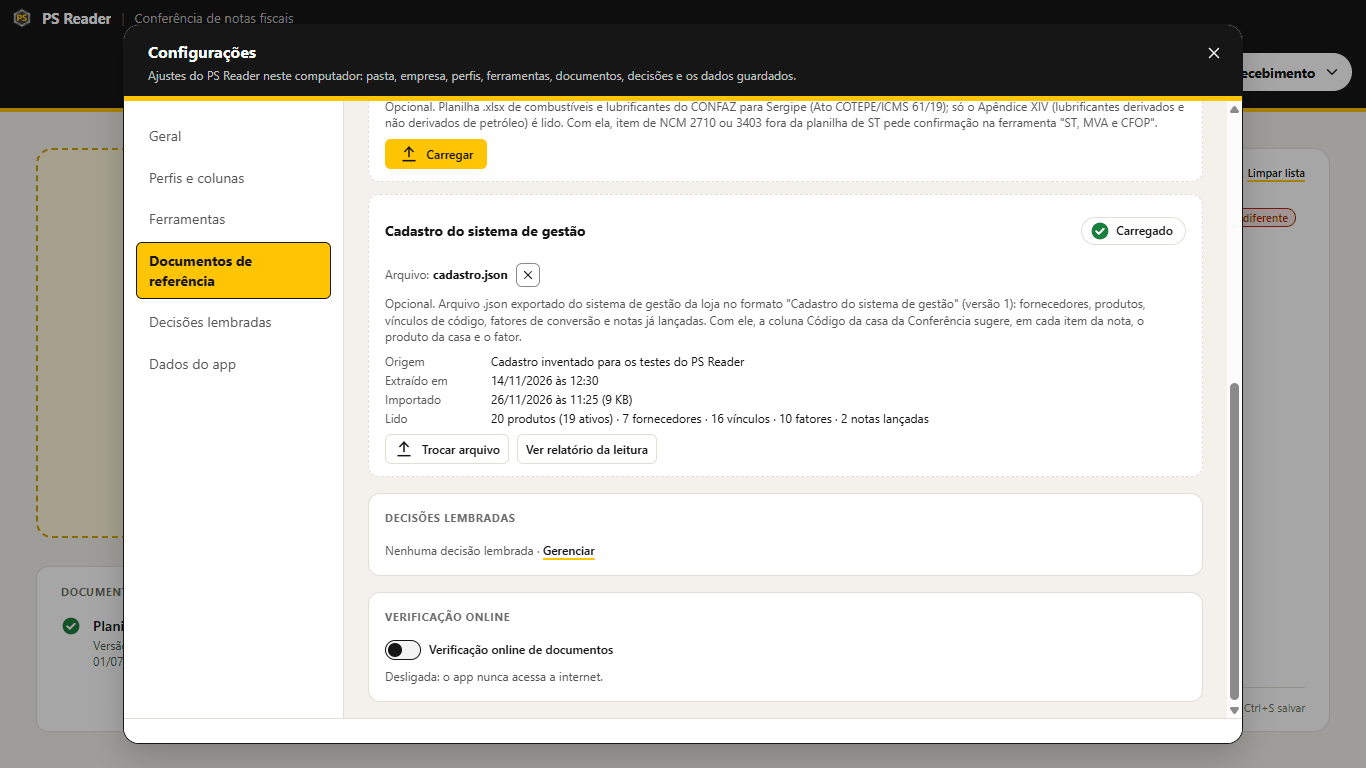 PS Reader
Conferência de notas fiscais
Configurações
Ajustes do PS Reader neste computador: pasta, empresa, perfis, ferramentas, documentos, decisões e os dados guardados.
Geral
Perfis e colunas
Ferramentas
Documentos de
referência
Decisões lembradas
Dados do app
Opcional. Planilha .xlsx de combustíveis e lubrificantes do CONFAZ para Sergipe (Ato COTEPE/ICMS 61/19); só o Apêndice XIV (lubrificantes derivados e
não derivados de petróleo) é lido. Com ela, item de NCM 2710 ou 3403 fora da planilha de ST pede confirmação na ferramenta "ST, MVA e CFOP".
Carregar
Cadastro do sistema de gestão
Carregado
Arquivo: cadastro.json
Opcional. Arquivo .json exportado do sistema de gestão da loja no formato "Cadastro do sistema de gestão" (versão 1): fornecedores, produtos,
vínculos de código, fatores de conversão e notas já lançadas. Com ele, a coluna Código da casa da Conferência sugere, em cada item da nota, o
produto da casa e o fator.
Origem Cadastro inventado para os testes do PS Reader
Extraído em 14/11/2026 às 12:30
Importado 26/11/2026 às 11:25 (9 KB)
Lido 20 produtos (19 ativos) · 7 fornecedores · 16 vínculos · 10 fatores · 2 notas lançadas
Trocar arquivo
Ver relatório da leitura
DECISÕES LEMBRADAS
Nenhuma decisão lembrada · Gerenciar
VERIFICAÇÃO ONLINE
Verificação online de documentos
Desligada: o app nunca acessa a internet.
ecebimento
Limpar lista
diferente
Ctrl+S salvar
DOCUMENT
Plani
Versã
01/07